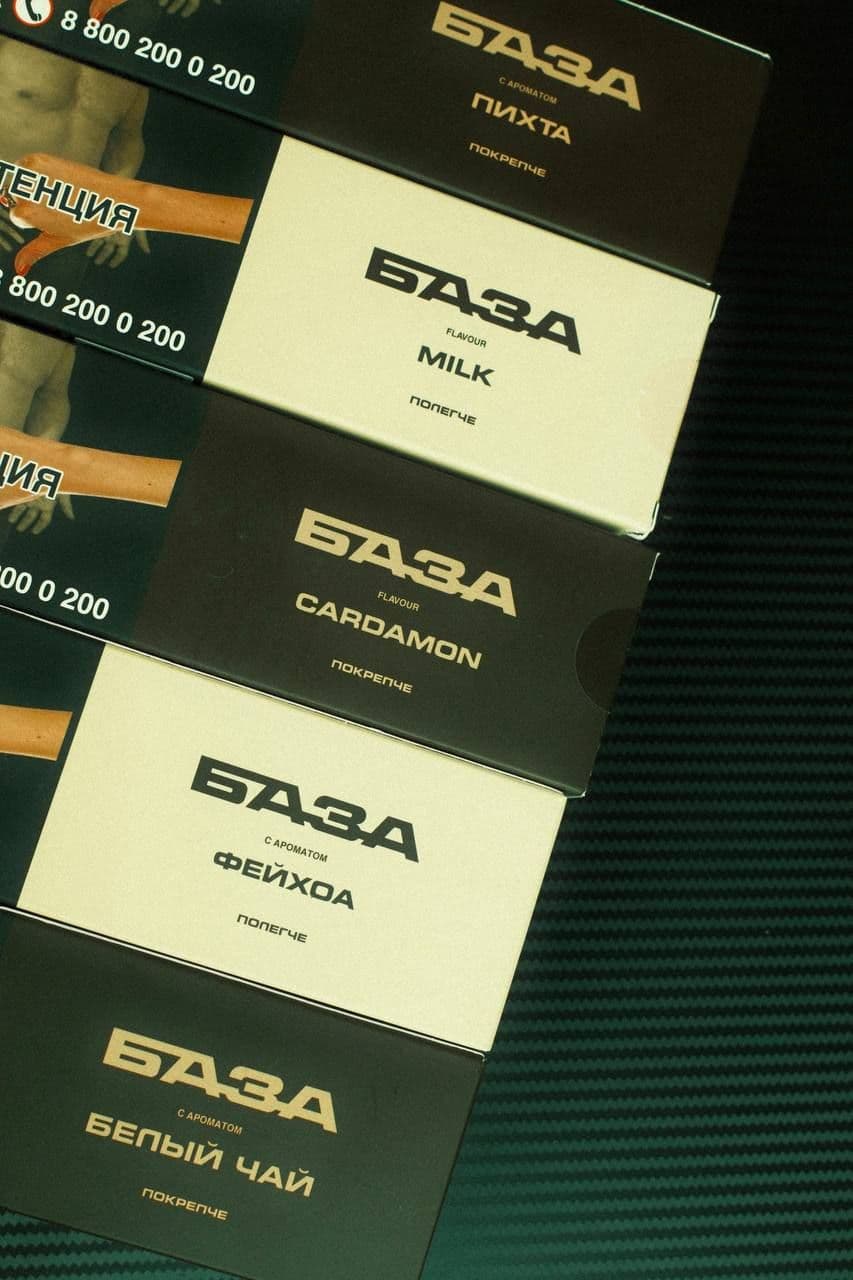 8 800 200 0 200
БАЗА
С АРОМАТОМ
ПИХТА
ПОКРЕПЧЕ
ТЕНЦИЯ
8 800 200 0 200
БАЗА
FLAVOUR
MILK
ПОЛЕГЧЕ
ЦИЯ
00 0 200
БАЗА
FLAVOUR
CARDAMON
ПОКРЕПЧЕ
БАЗА
С АРОМАТОМ
ФЕЙХОА
ПОЛЕГЧЕ
БАЗА
С АРОМАТОМ
БЕЛЫЙ ЧАЙ
ПОКРЕПЧЕ